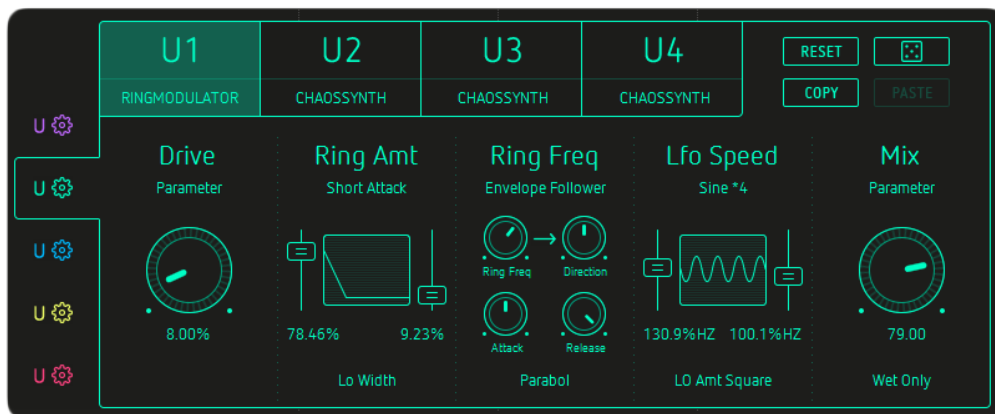 U1 U2 U3 U4
RINGMODULATOR CHAOSSYNTH CHAOSSYNTH CHAOSSYNTH
RESET
COPY PASTE
U
U
U
U
U
Drive Ring Amt Ring Freq Lfo Speed Mix
Parameter Short Attack Envelope Follower Sine *4 Parameter
Ring Freq Direction
8.00% 78.46% 9.23% 130.9%HZ 100.1%HZ 79.00
Attack Release
Lo Width Parabol LO Amt Square Wet Only